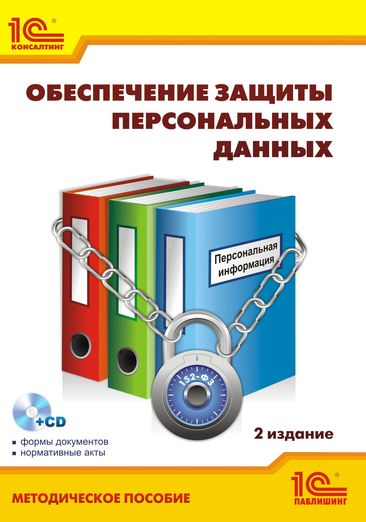 1С
КОНСАЛТИНГ
ОБЕСПЕЧЕНИЕ ЗАЩИТЫ
ПЕРСОНАЛЬНЫХ
ДАННЫХ
Персональная
информация
152-ФЗ
+CD
формы документов
нормативные акты
2 издание
МЕТОДИЧЕСКОЕ ПОСОБИЕ
1С
ПАБЛИШИНГ